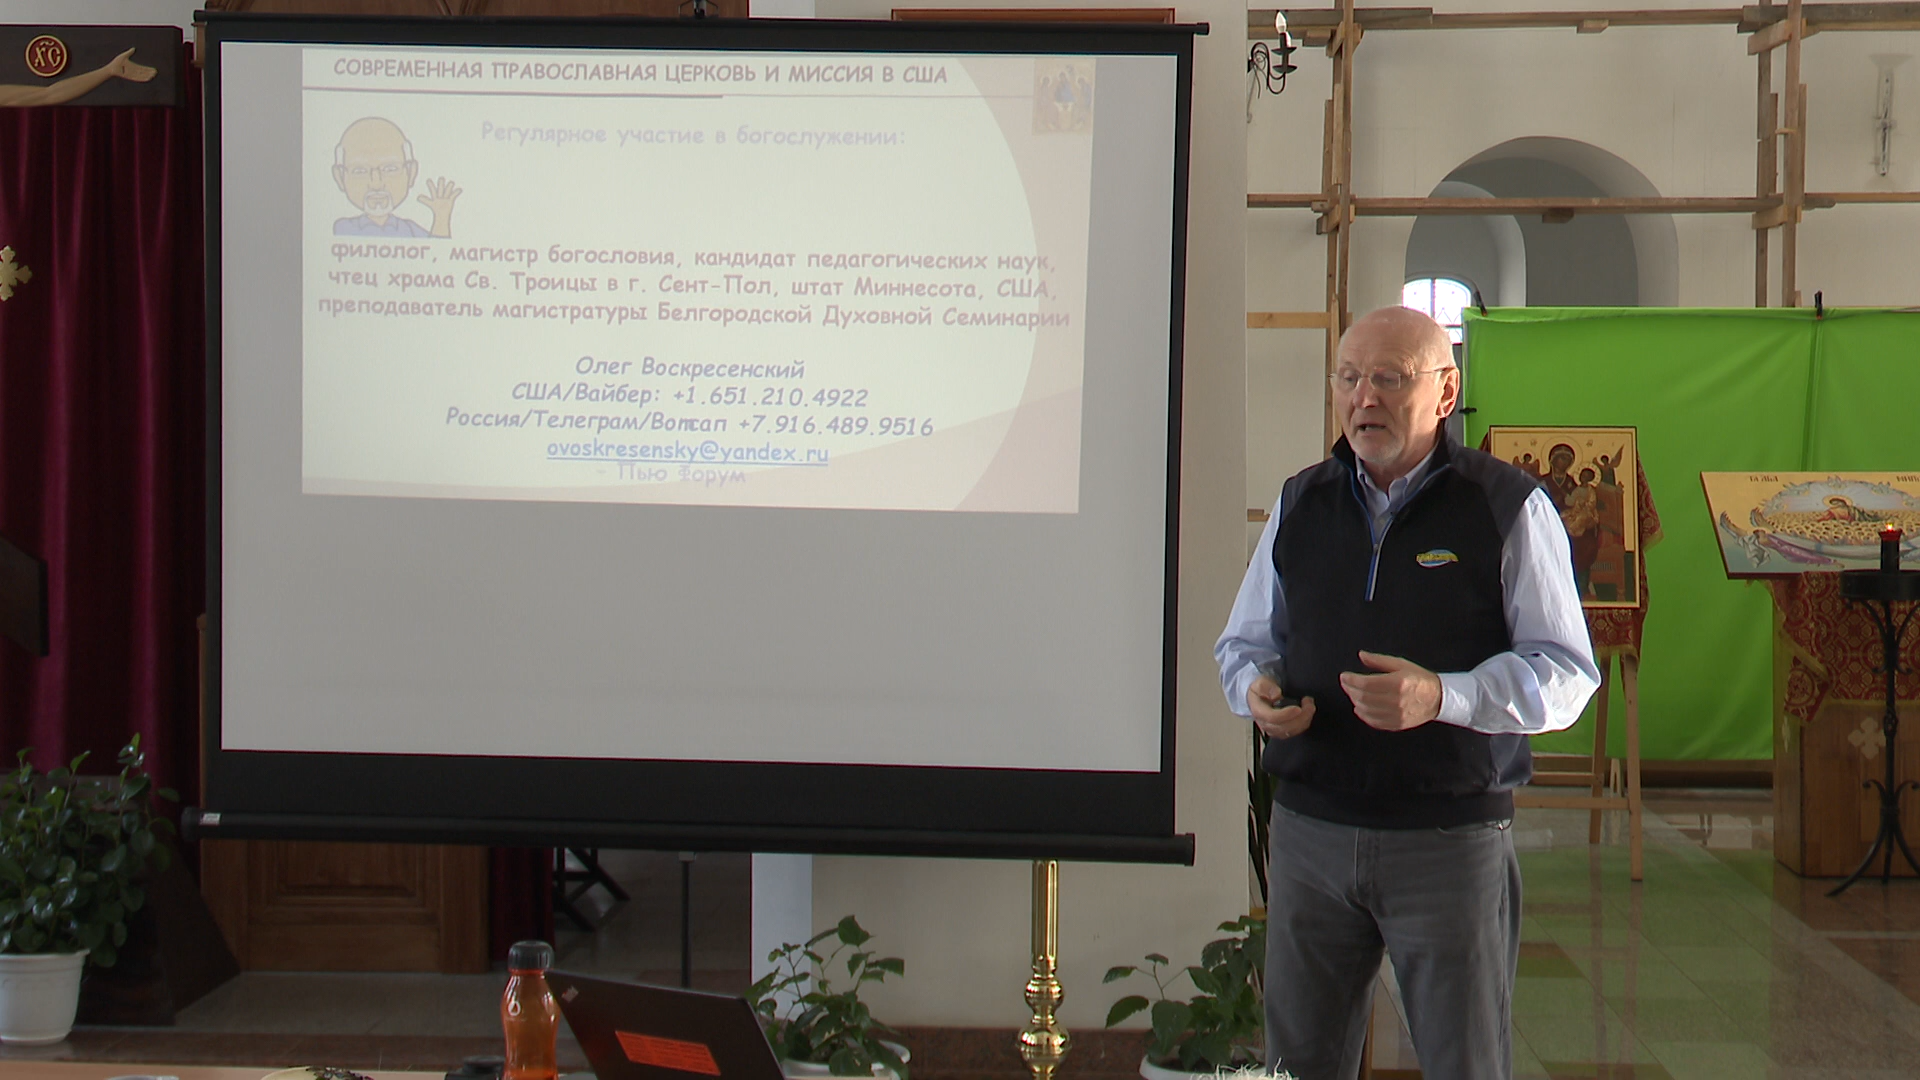 СОВРЕМЕННАЯ ПРАВОСЛАВНАЯ ЦЕРКОВЬ И МИССИЯ В США
Регулярное участие в богослужении:
филолог, магистр богословия, кандидат педагогических наук,
чтец храма Св. Троицы в г. Сент-Пол, штат Миннесота, США,
преподаватель магистратуры Белгородской Духовной Семинарии
Олег Воскресенский
США/Вайбер: +1.651.210.4922
Россия/Телеграм/Вотсап +7.916.489.9516
ovoskresensky@yandex.ru
- Пью Форум